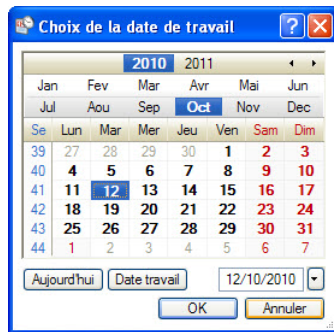 Choix de la date de travail
2010 2011
Jan Fev Mar Avr Mai Jun
Jul Aou Sep Oct Nov Dec
Se Lun Mar Mer Jeu Ven Sam Dim
39 27 28 29 30 1 2 3
40 4 5 6 7 8 9 10
41 11 12 13 14 15 16 17
42 18 19 20 21 22 23 24
43 25 26 27 28 29 30 31
44 1 2 3 4 5 6 7
Aujourd'hui Date travail 12/10/2010
OK Annuler